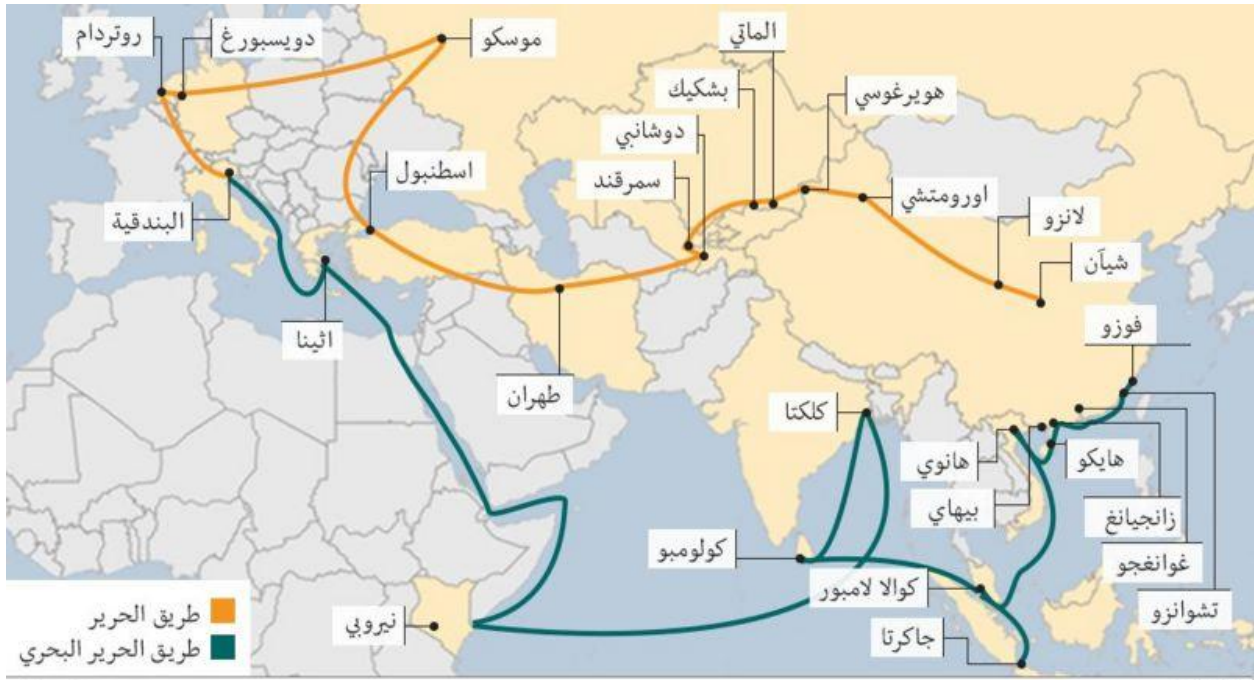 روتردام
دويسبورغ
موسكو
الماتي
بشكيك
هويرغوسي
دوشانبي
سمرقند
اسطنبول
البندقية
اورومتشي
لانزو
شيآن
اثينا
طهران
فوزو
كلكتا
هانوي
هايكو
بيهاي
زانجيانغ
غوانغجو
تشوانزو
كولومبو
كوالا لامبور
نيروبي
جاكرتا
طريق الحرير
طريق الحرير البحري